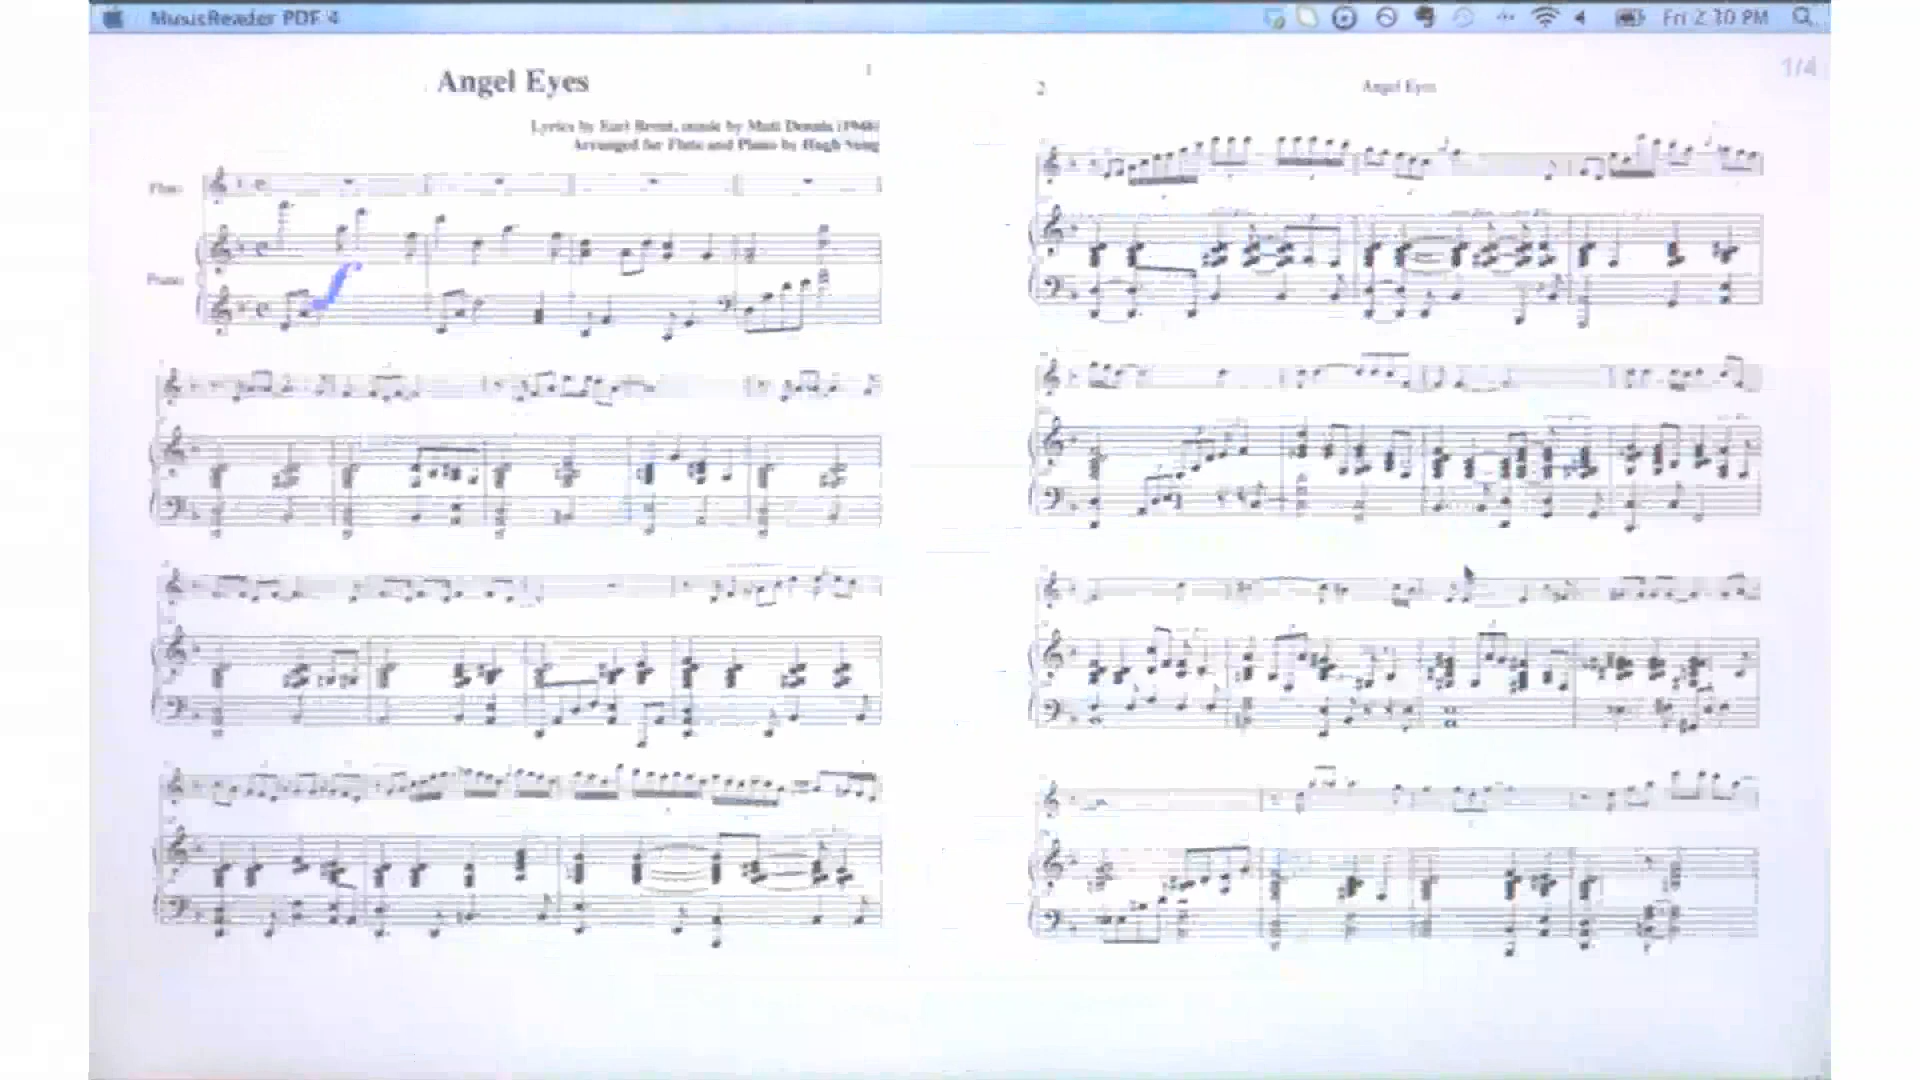 MusicReader PDF 4
Fri 2:10 PM
1/4
Angel Eyes
1
Lyrics by Earl Brent, music by Matt Dennis (1946)
Arranged for Flute and Piano by Hugh Sung
Flute
Piano
2
Angel Eyes